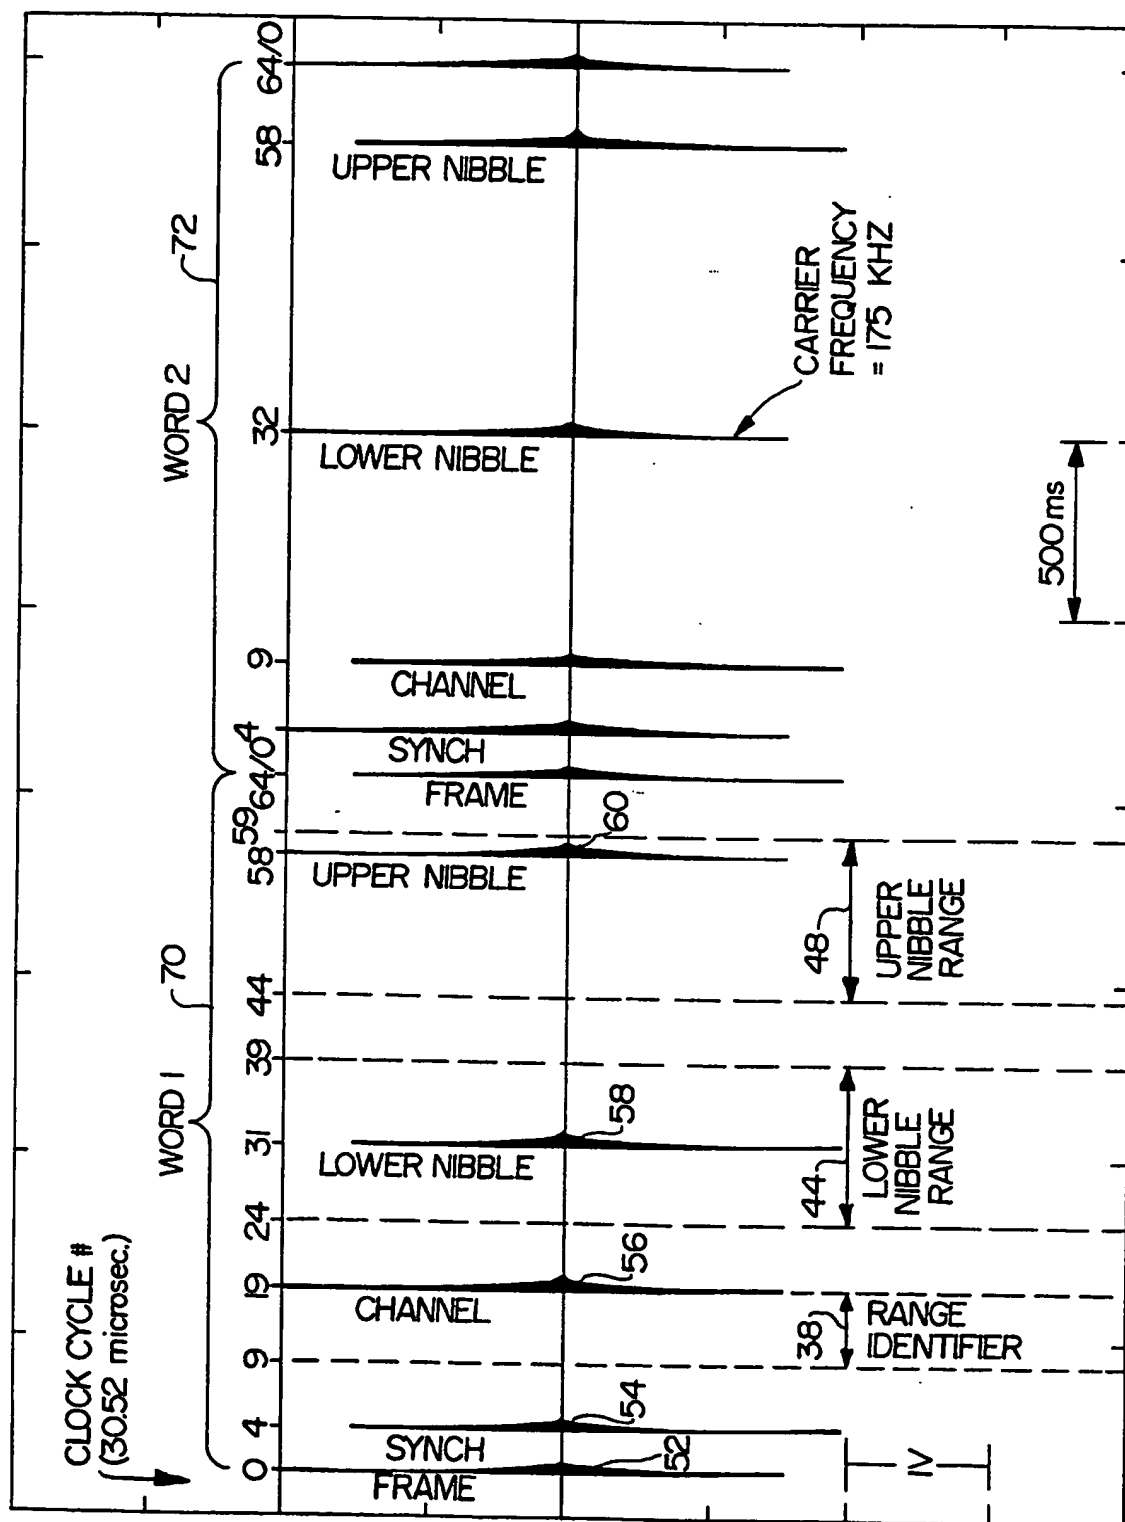 CLOCK CYCLE #
(30.52 microsec.)
WORD 1
70
WORD 2
72
0
4
9
19
24
31
39
44
58
59
64/0
4
9
32
58
64/0
FRAME
SYNCH
CHANNEL
LOWER NIBBLE
UPPER NIBBLE
FRAME
SYNCH
CHANNEL
LOWER NIBBLE
UPPER NIBBLE
52
54
56
58
60
CARRIER
FREQUENCY
= 175 KHZ
38
RANGE
IDENTIFIER
44
LOWER
NIBBLE
RANGE
48
UPPER
NIBBLE
RANGE
1V
500 ms